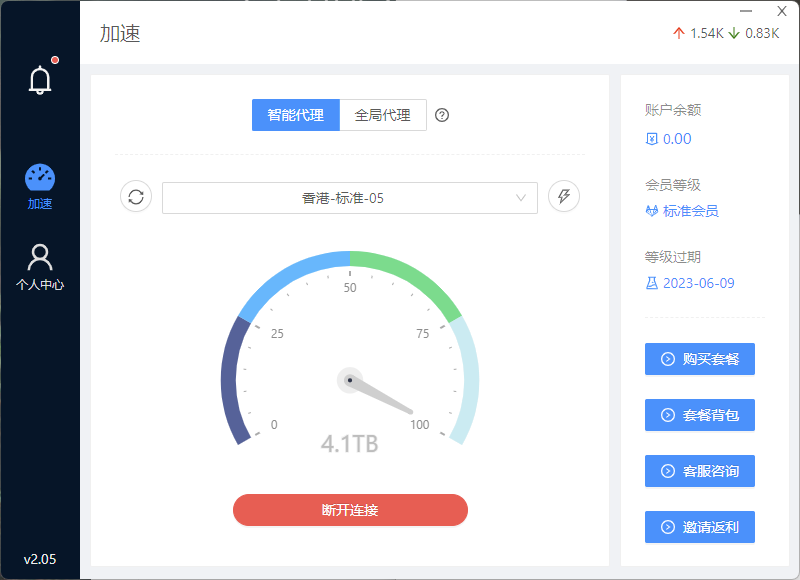 加速
1.54K 0.83K
智能代理 全局代理
香港-标准-05
加速
个人中心
0
25
50
75
100
4.1TB
断开连接
账户余额
0.00
会员等级
标准会员
等级过期
2023-06-09
购买套餐
套餐背包
客服咨询
邀请返利
v2.05